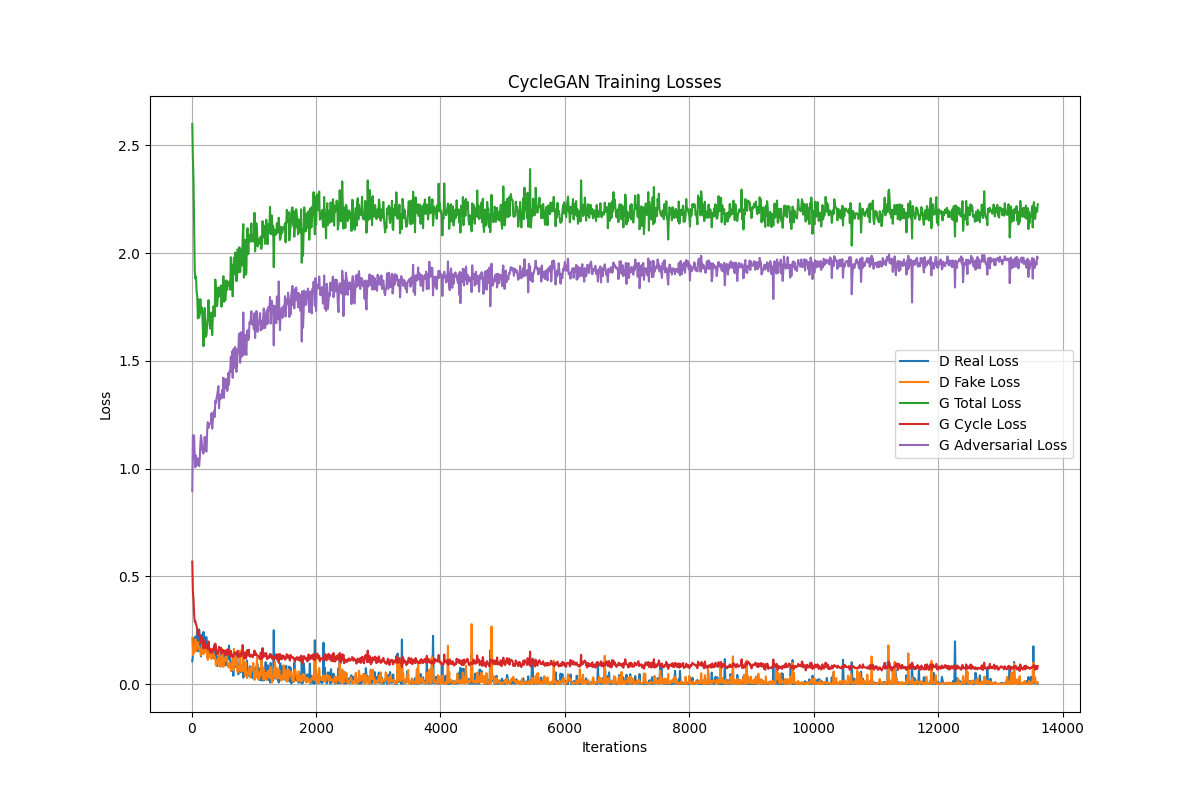 CycleGAN Training Losses
Loss
2.5
2.0
1.5
1.0
0.5
0.0
D Real Loss
D Fake Loss
G Total Loss
G Cycle Loss
G Adversarial Loss
0 2000 4000 6000 8000 10000 12000 14000
Iterations